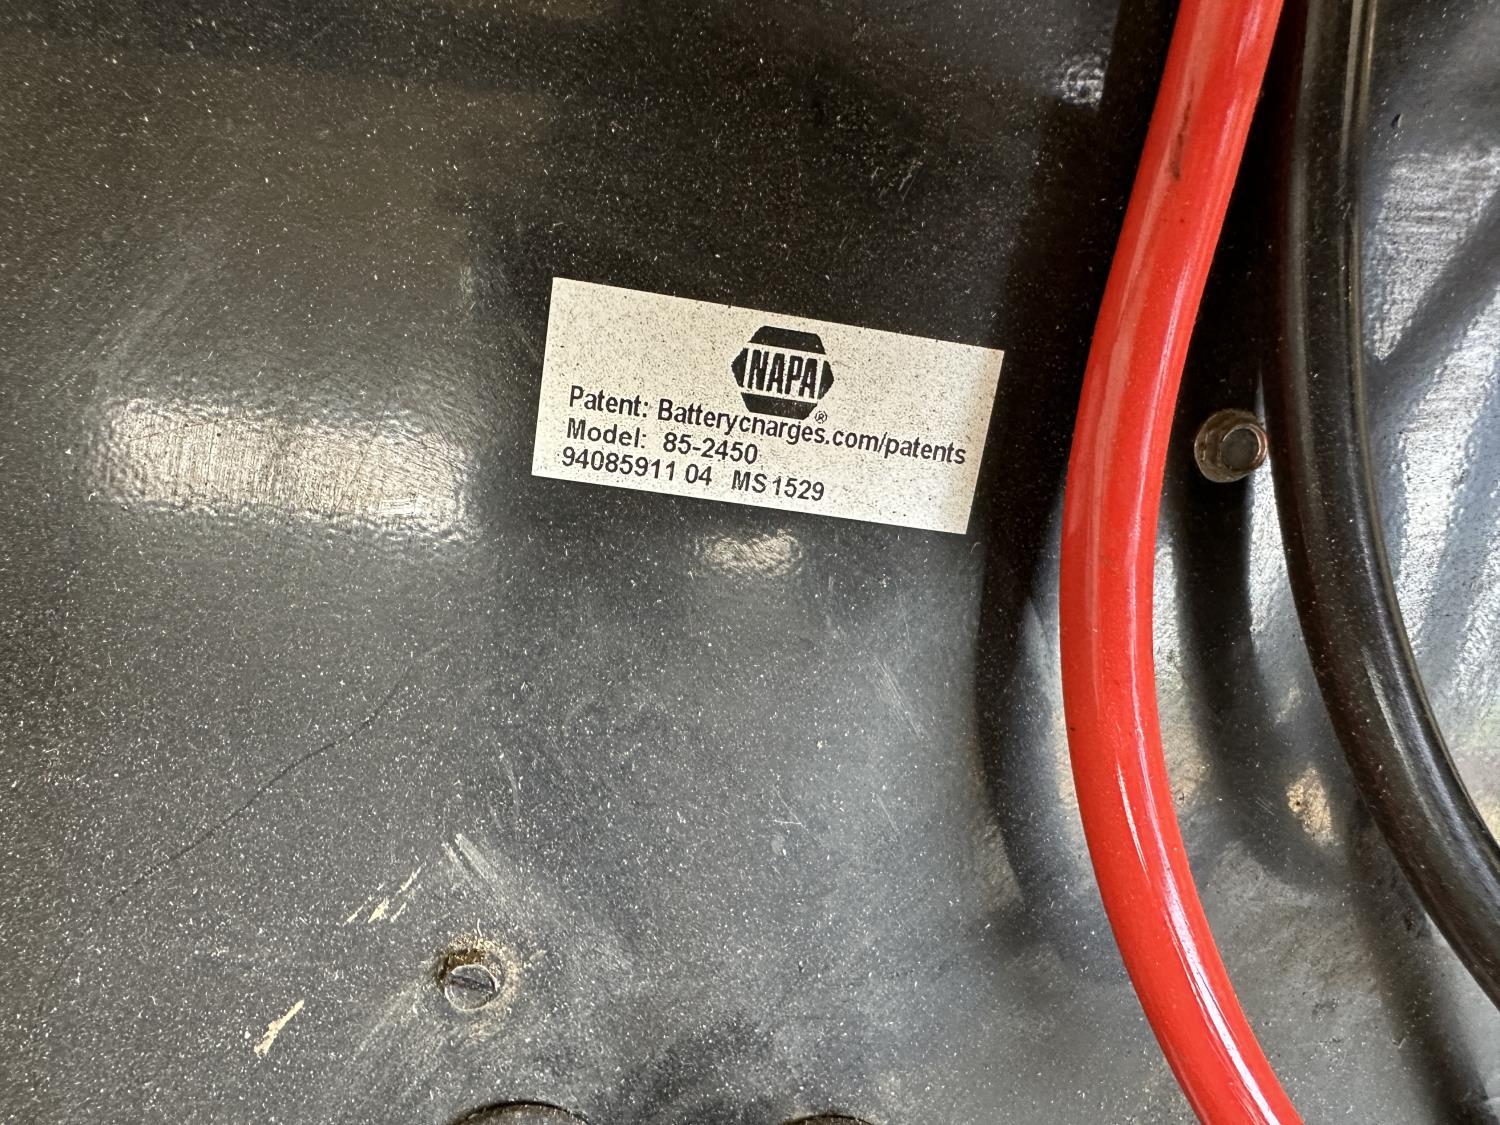 NAPA
®
Patent: Batterycharges.com/patents
Model: 85-2450
94085911 04 MS 1529